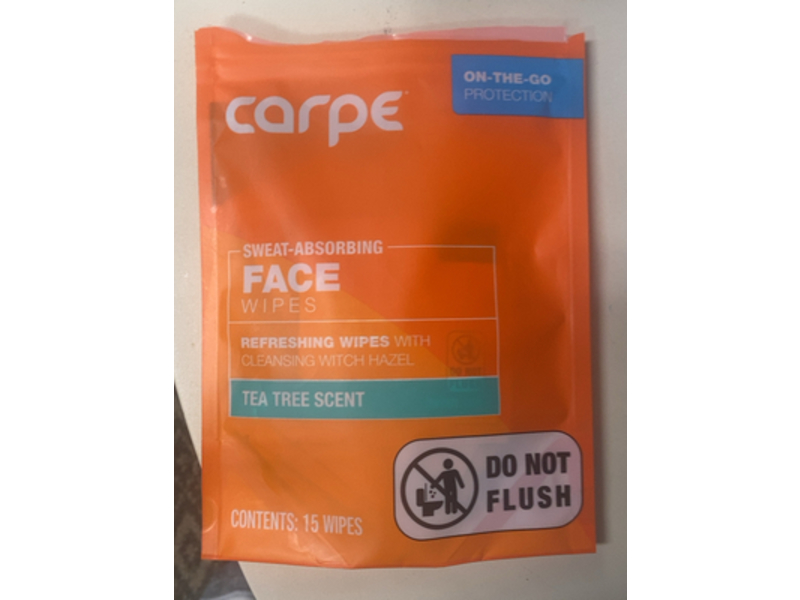 carpe
ON-THE-GO
PROTECTION
SWEAT-ABSORBING
FACE
WIPES
REFRESHING WIPES WITH
CLEANSING WITCH HAZEL
TEA TREE SCENT
DO NOT
FLUSH
CONTENTS: 15 WIPES